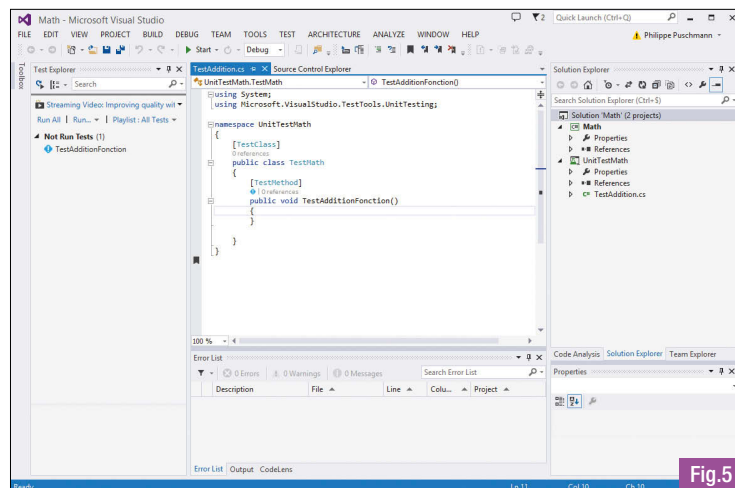 Math - Microsoft Visual Studio
2
Quick Launch (Ctrl+Q)
FILE EDIT VIEW PROJECT BUILD DEBUG TEAM TOOLS TEST ARCHITECTURE ANALYZE WINDOW HELP
Philippe Puschmann
Start
Debug
Toolbox
Test Explorer
Search
Streaming Video: Improving quality wit
Run All | Run... | Playlist : All Tests
Not Run Tests (1)
TestAdditionFonction
TestAddition.cs
Source Control Explorer
UnitTestMath.TestMath
TestAdditionFonction()
using System;
using Microsoft.VisualStudio.TestTools.UnitTesting;
namespace UnitTestMath
{
[TestClass]
0 references
public class TestMath
{
[TestMethod]
| 0 references
public void TestAdditionFonction()
{
}
}
}
100 %
Error List
0 Errors
0 Warnings
0 Messages
Search Error List
Description File Line Colu... Project
Error List Output CodeLens
Solution Explorer
Search Solution Explorer (Ctrl+$)
Solution 'Math' (2 projects)
C# Math
Properties
References
UnitTestMath
Properties
References
C# TestAddition.cs
Code Analysis Solution Explorer Team Explorer
Properties
Ready
Ln 11 Col 10 Ch 10
Fig.5